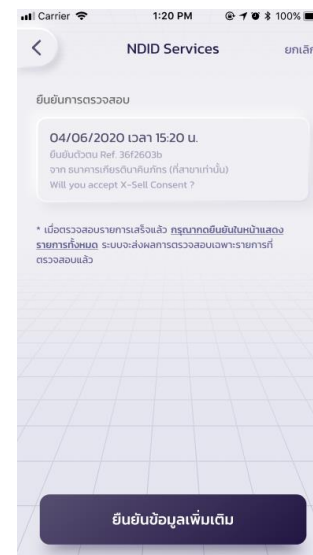 Carrier 1:20 PM 100%
NDID Services ยกเลิก
ยืนยันการตรวจสอบ
04/06/2020 เวลา 15:20 น.
ยืนยันตัวตน Ref. 36f2603b
จาก ธนาคารเกียรตินาคินภัทร (ที่สาขาเท่านั้น)
Will you accept X-Sell Consent ?
* เมื่อตรวจสอบรายการเสร็จแล้ว กรุณากดยืนยันในหน้าแสดง
รายการทั้งหมด ระบบจะส่งผลการตรวจสอบเฉพาะรายการที่
ตรวจสอบแล้ว
ยืนยันข้อมูลเพิ่มเติม